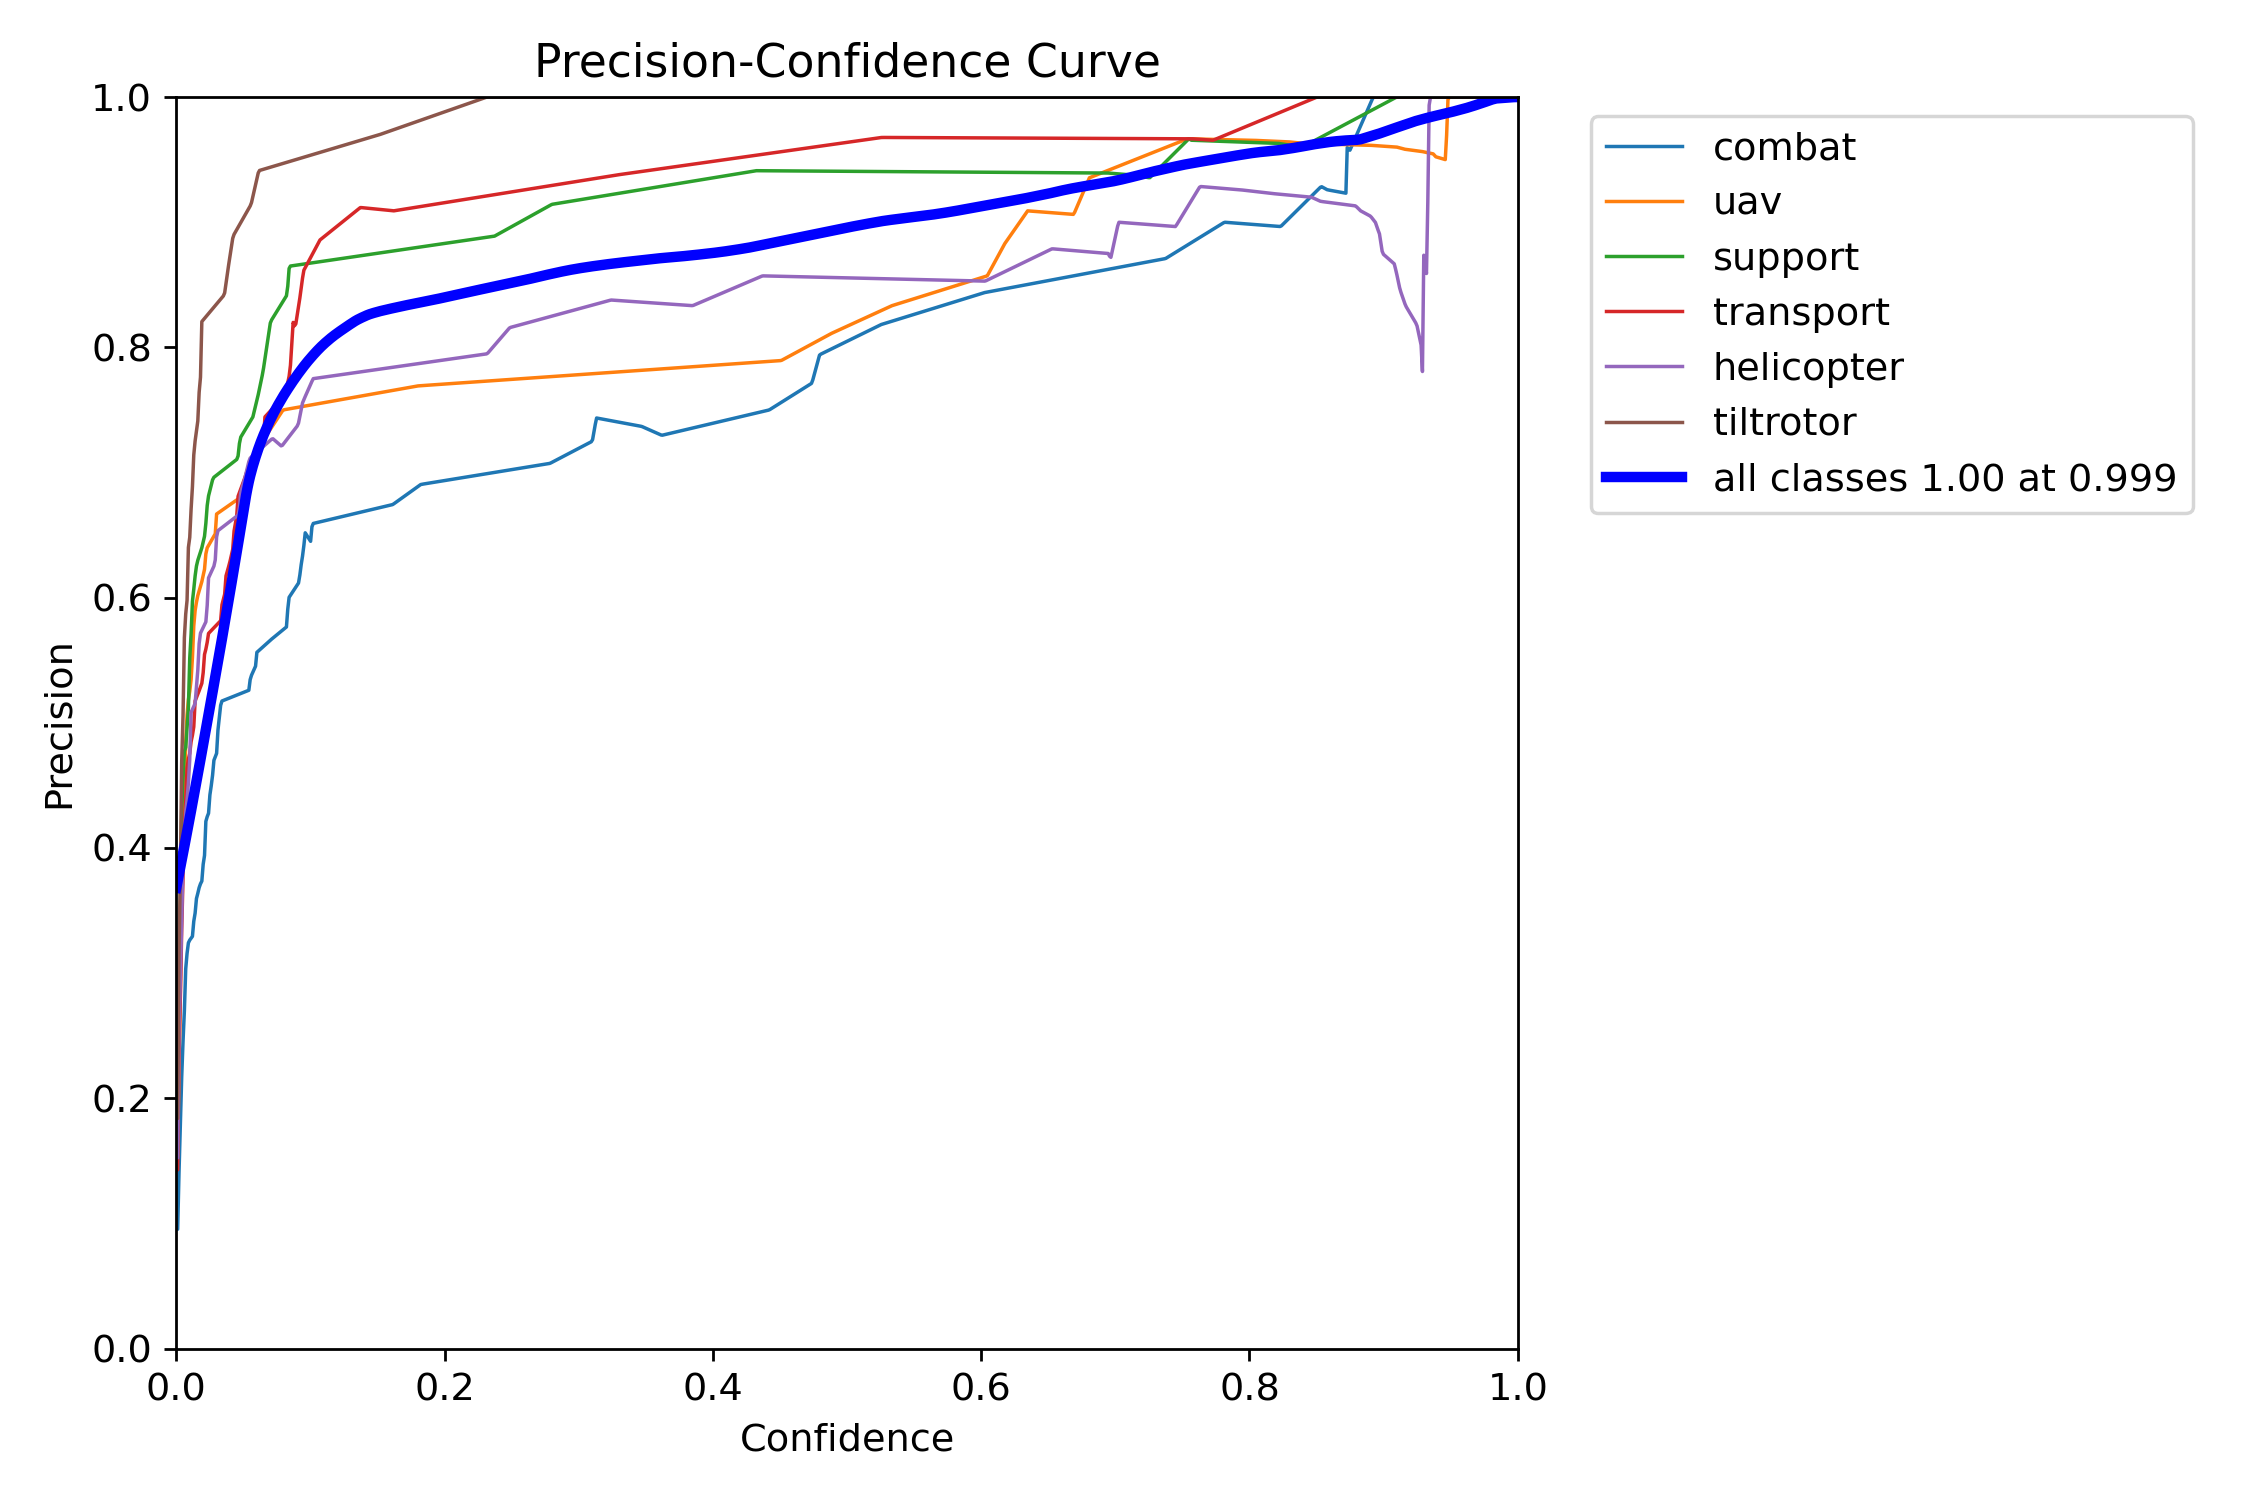 Precision-Confidence Curve
1.0
0.8
0.6
0.4
0.2
0.0
Precision
0.0 0.2 0.4 0.6 0.8 1.0
Confidence
combat
uav
support
transport
helicopter
tiltrotor
all classes 1.00 at 0.999